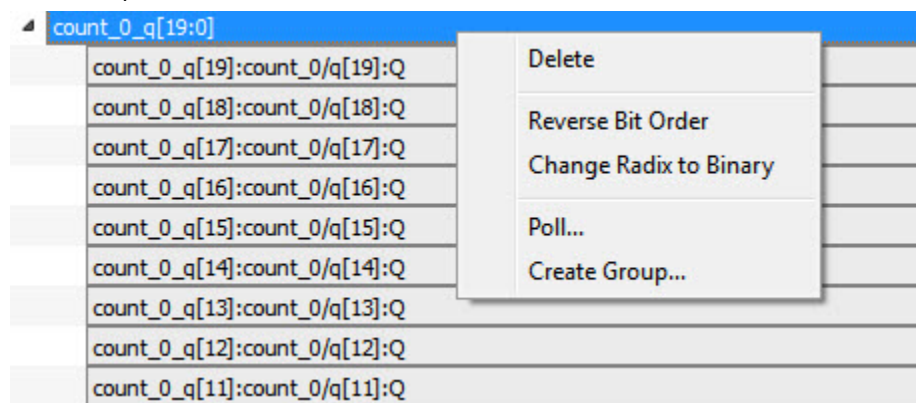 count_0_q[19:0]
count_0_q[19]:count_0/q[19]:Q
count_0_q[18]:count_0/q[18]:Q
count_0_q[17]:count_0/q[17]:Q
count_0_q[16]:count_0/q[16]:Q
count_0_q[15]:count_0/q[15]:Q
count_0_q[14]:count_0/q[14]:Q
count_0_q[13]:count_0/q[13]:Q
count_0_q[12]:count_0/q[12]:Q
count_0_q[11]:count_0/q[11]:Q
Delete
Reverse Bit Order
Change Radix to Binary
Poll...
Create Group...